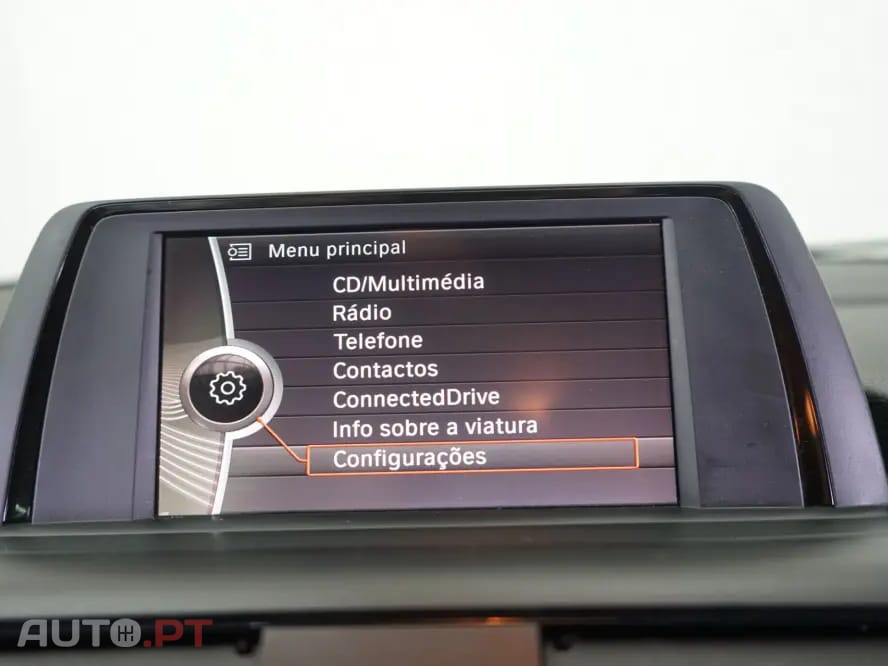 Menu principal
CD/Multimédia
Rádio
Telefone
Contactos
ConnectedDrive
Info sobre a viatura
Configurações
AUTO.PT